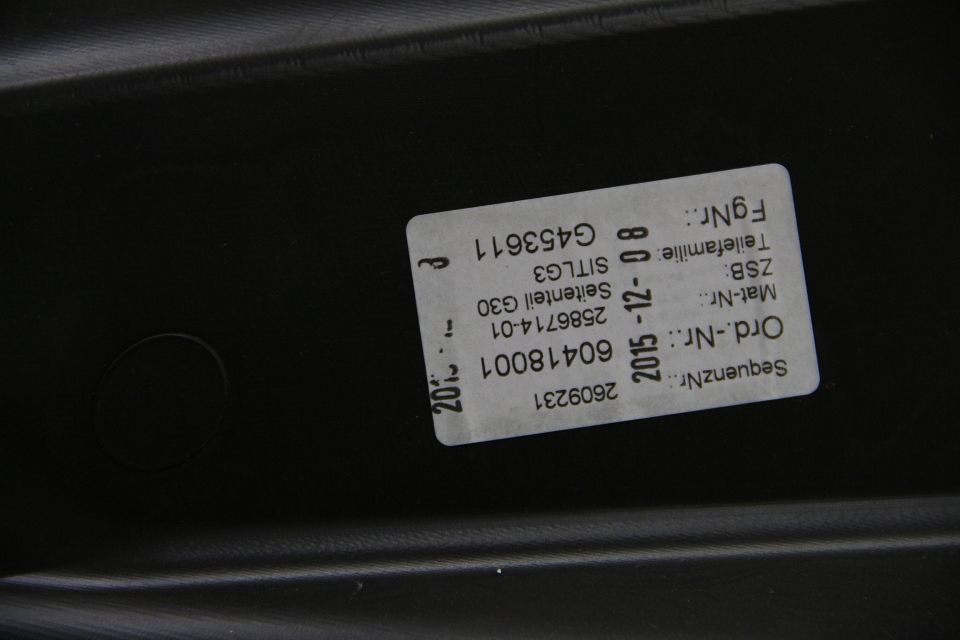 SequenzNr.: 2609231
Ord.-Nr.: 60418001
Mat-Nr.: 2586714-01
ZSB: Seitenteil G30
Teilefamilie: SITLG3
FgNr.: G453611
2015-12-08